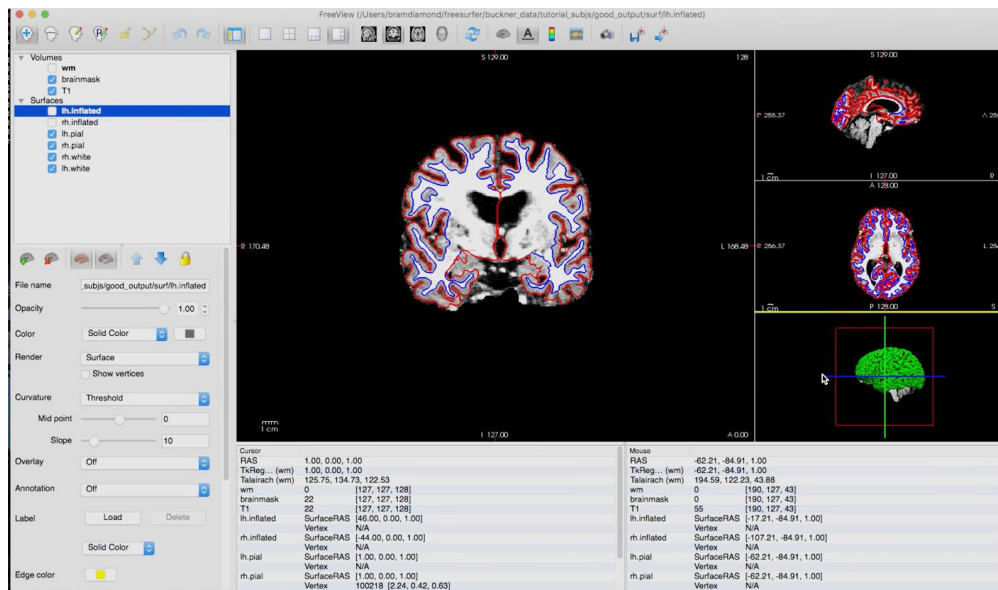 FreeView (/Users/bramdiamond/freesurfer/buckner_data/tutorial_subjs/good_output/surf/lh.inflated)
Volumes
wm
brainmask
T1
Surfaces
lh.inflated
rh.inflated
lh.pial
rh.pial
rh.white
lh.white
File name _subjs/good_output/surf/lh.inflated
Opacity 1.00
Color Solid Color
Render Surface
Show vertices
Curvature Threshold
Mid point 0
Slope 10
Overlay Off
Annotation Off
Label Load Delete
Solid Color
Edge color
S 129.00
128
R 170.48
L 168.48
1 cm
I 127.00
A 0.00
S 129.00
P 256.37
1 cm
I 127.00
R
A 128.00
R 256.37
1 cm
P 128.00
S
Cursor
RAS 1.00, 0.00, 1.00
TkReg... (wm) 1.00, 0.00, 1.00
Talairach (wm) 125.75, 134.73, 122.53
wm 0 [127, 127, 128]
brainmask 22 [127, 127, 128]
T1 22 [127, 127, 128]
lh.inflated SurfaceRAS [46.00, 0.00, 1.00]
Vertex N/A
rh.inflated SurfaceRAS [-44.00, 0.00, 1.00]
Vertex N/A
lh.pial SurfaceRAS [1.00, 0.00, 1.00]
Vertex N/A
rh.pial SurfaceRAS [1.00, 0.00, 1.00]
Vertex 100218 [2.24, 0.42, 0.63]
Mouse
RAS -62.21, -84.91, 1.00
TkReg... (wm) -62.21, -84.91, 1.00
Talairach (wm) 194.59, 122.23, 43.88
wm 0 [190, 127, 43]
brainmask 0 [190, 127, 43]
T1 55 [190, 127, 43]
lh.inflated SurfaceRAS [-17.21, -84.91, 1.00]
Vertex N/A
rh.inflated SurfaceRAS [-107.21, -84.91, 1.00]
Vertex N/A
lh.pial SurfaceRAS [-62.21, -84.91, 1.00]
Vertex N/A
rh.pial SurfaceRAS [-62.21, -84.91, 1.00]
Vertex N/A